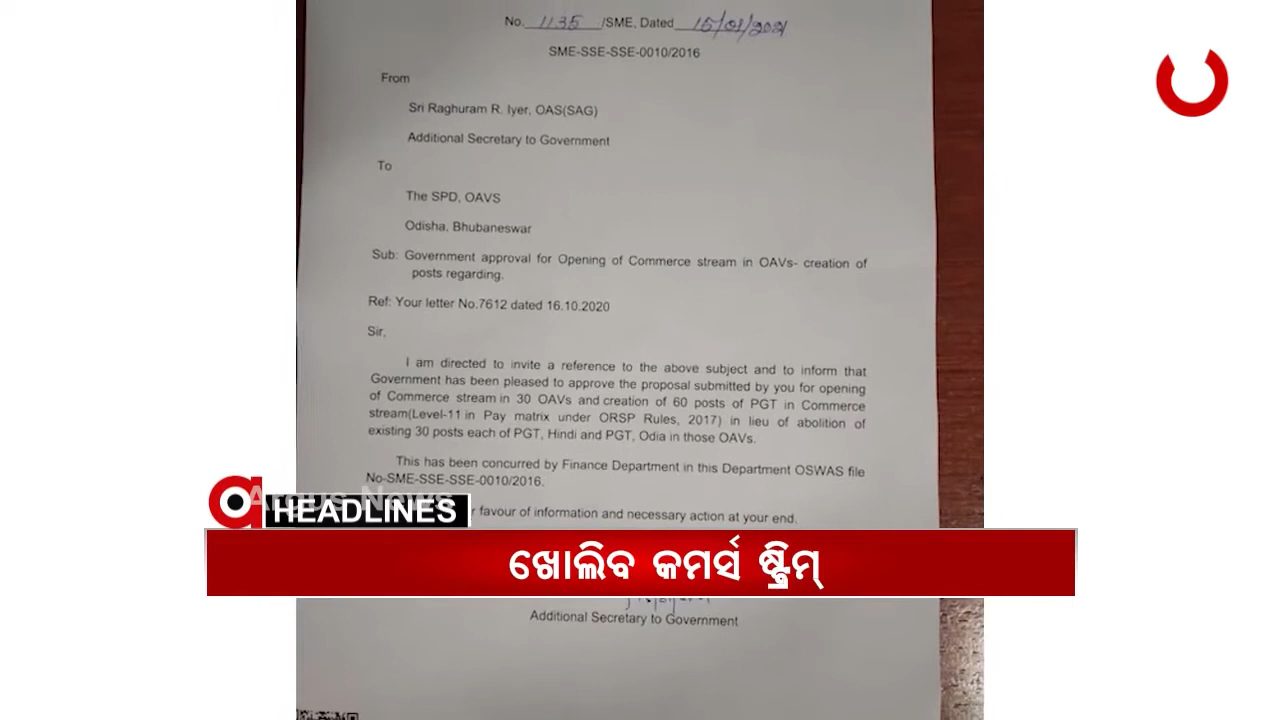 No. 1135 /SME, Dated 15/01/2021
SME-SSE-SSE-0010/2016
From
Sri Raghuram R. Iyer, OAS(SAG)
Additional Secretary to Government
To
The SPD, OAVS
Odisha, Bhubaneswar
Sub: Government approval for Opening of Commerce stream in OAVs- creation of
posts regarding.
Ref: Your letter No.7612 dated 16.10.2020
Sir,
I am directed to invite a reference to the above subject and to inform that
Government has been pleased to approve the proposal submitted by you for opening
of Commerce stream in 30 OAVs and creation of 60 posts of PGT in Commerce
stream(Level-11 in Pay matrix under ORSP Rules, 2017) in lieu of abolition of
existing 30 posts each of PGT, Hindi and PGT, Odia in those OAVs.
This has been concurred by Finance Department in this Department OSWAS file
No-SME-SSE-SSE-0010/2016.
favour of information and necessary action at your end.
Argus News
HEADLINES
ଖୋଲିବ କମର୍ସ ଷ୍ଟ୍ରିମ୍
Additional Secretary to Government